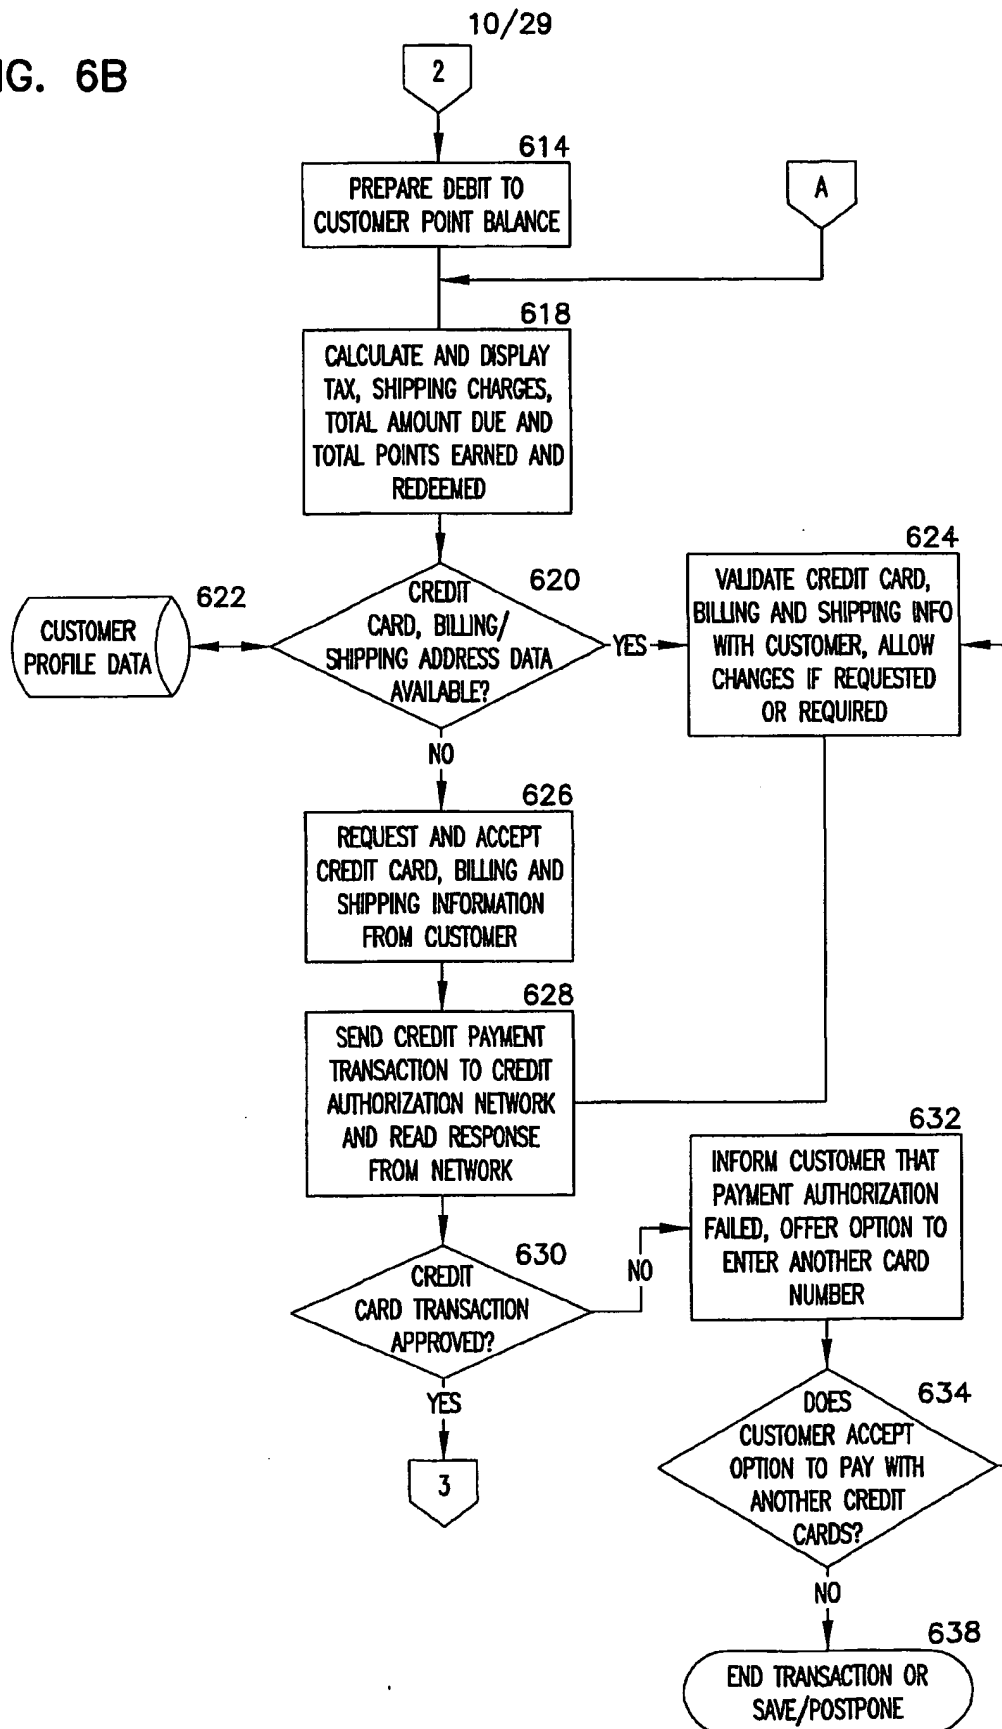 10/29
IG. 6B
2
614
PREPARE DEBIT TO
CUSTOMER POINT BALANCE
A
618
CALCULATE AND DISPLAY
TAX, SHIPPING CHARGES,
TOTAL AMOUNT DUE AND
TOTAL POINTS EARNED AND
REDEEMED
622
CUSTOMER
PROFILE DATA
620
CREDIT
CARD, BILLING/
SHIPPING ADDRESS DATA
AVAILABLE?
YES
624
VALIDATE CREDIT CARD,
BILLING AND SHIPPING INFO
WITH CUSTOMER, ALLOW
CHANGES IF REQUESTED
OR REQUIRED
NO
626
REQUEST AND ACCEPT
CREDIT CARD, BILLING AND
SHIPPING INFORMATION
FROM CUSTOMER
628
SEND CREDIT PAYMENT
TRANSACTION TO CREDIT
AUTHORIZATION NETWORK
AND READ RESPONSE
FROM NETWORK
630
CREDIT
CARD TRANSACTION
APPROVED?
NO
632
INFORM CUSTOMER THAT
PAYMENT AUTHORIZATION
FAILED, OFFER OPTION TO
ENTER ANOTHER CARD
NUMBER
YES
3
634
DOES
CUSTOMER ACCEPT
OPTION TO PAY WITH
ANOTHER CREDIT
CARDS?
NO
638
END TRANSACTION OR
SAVE/POSTPONE